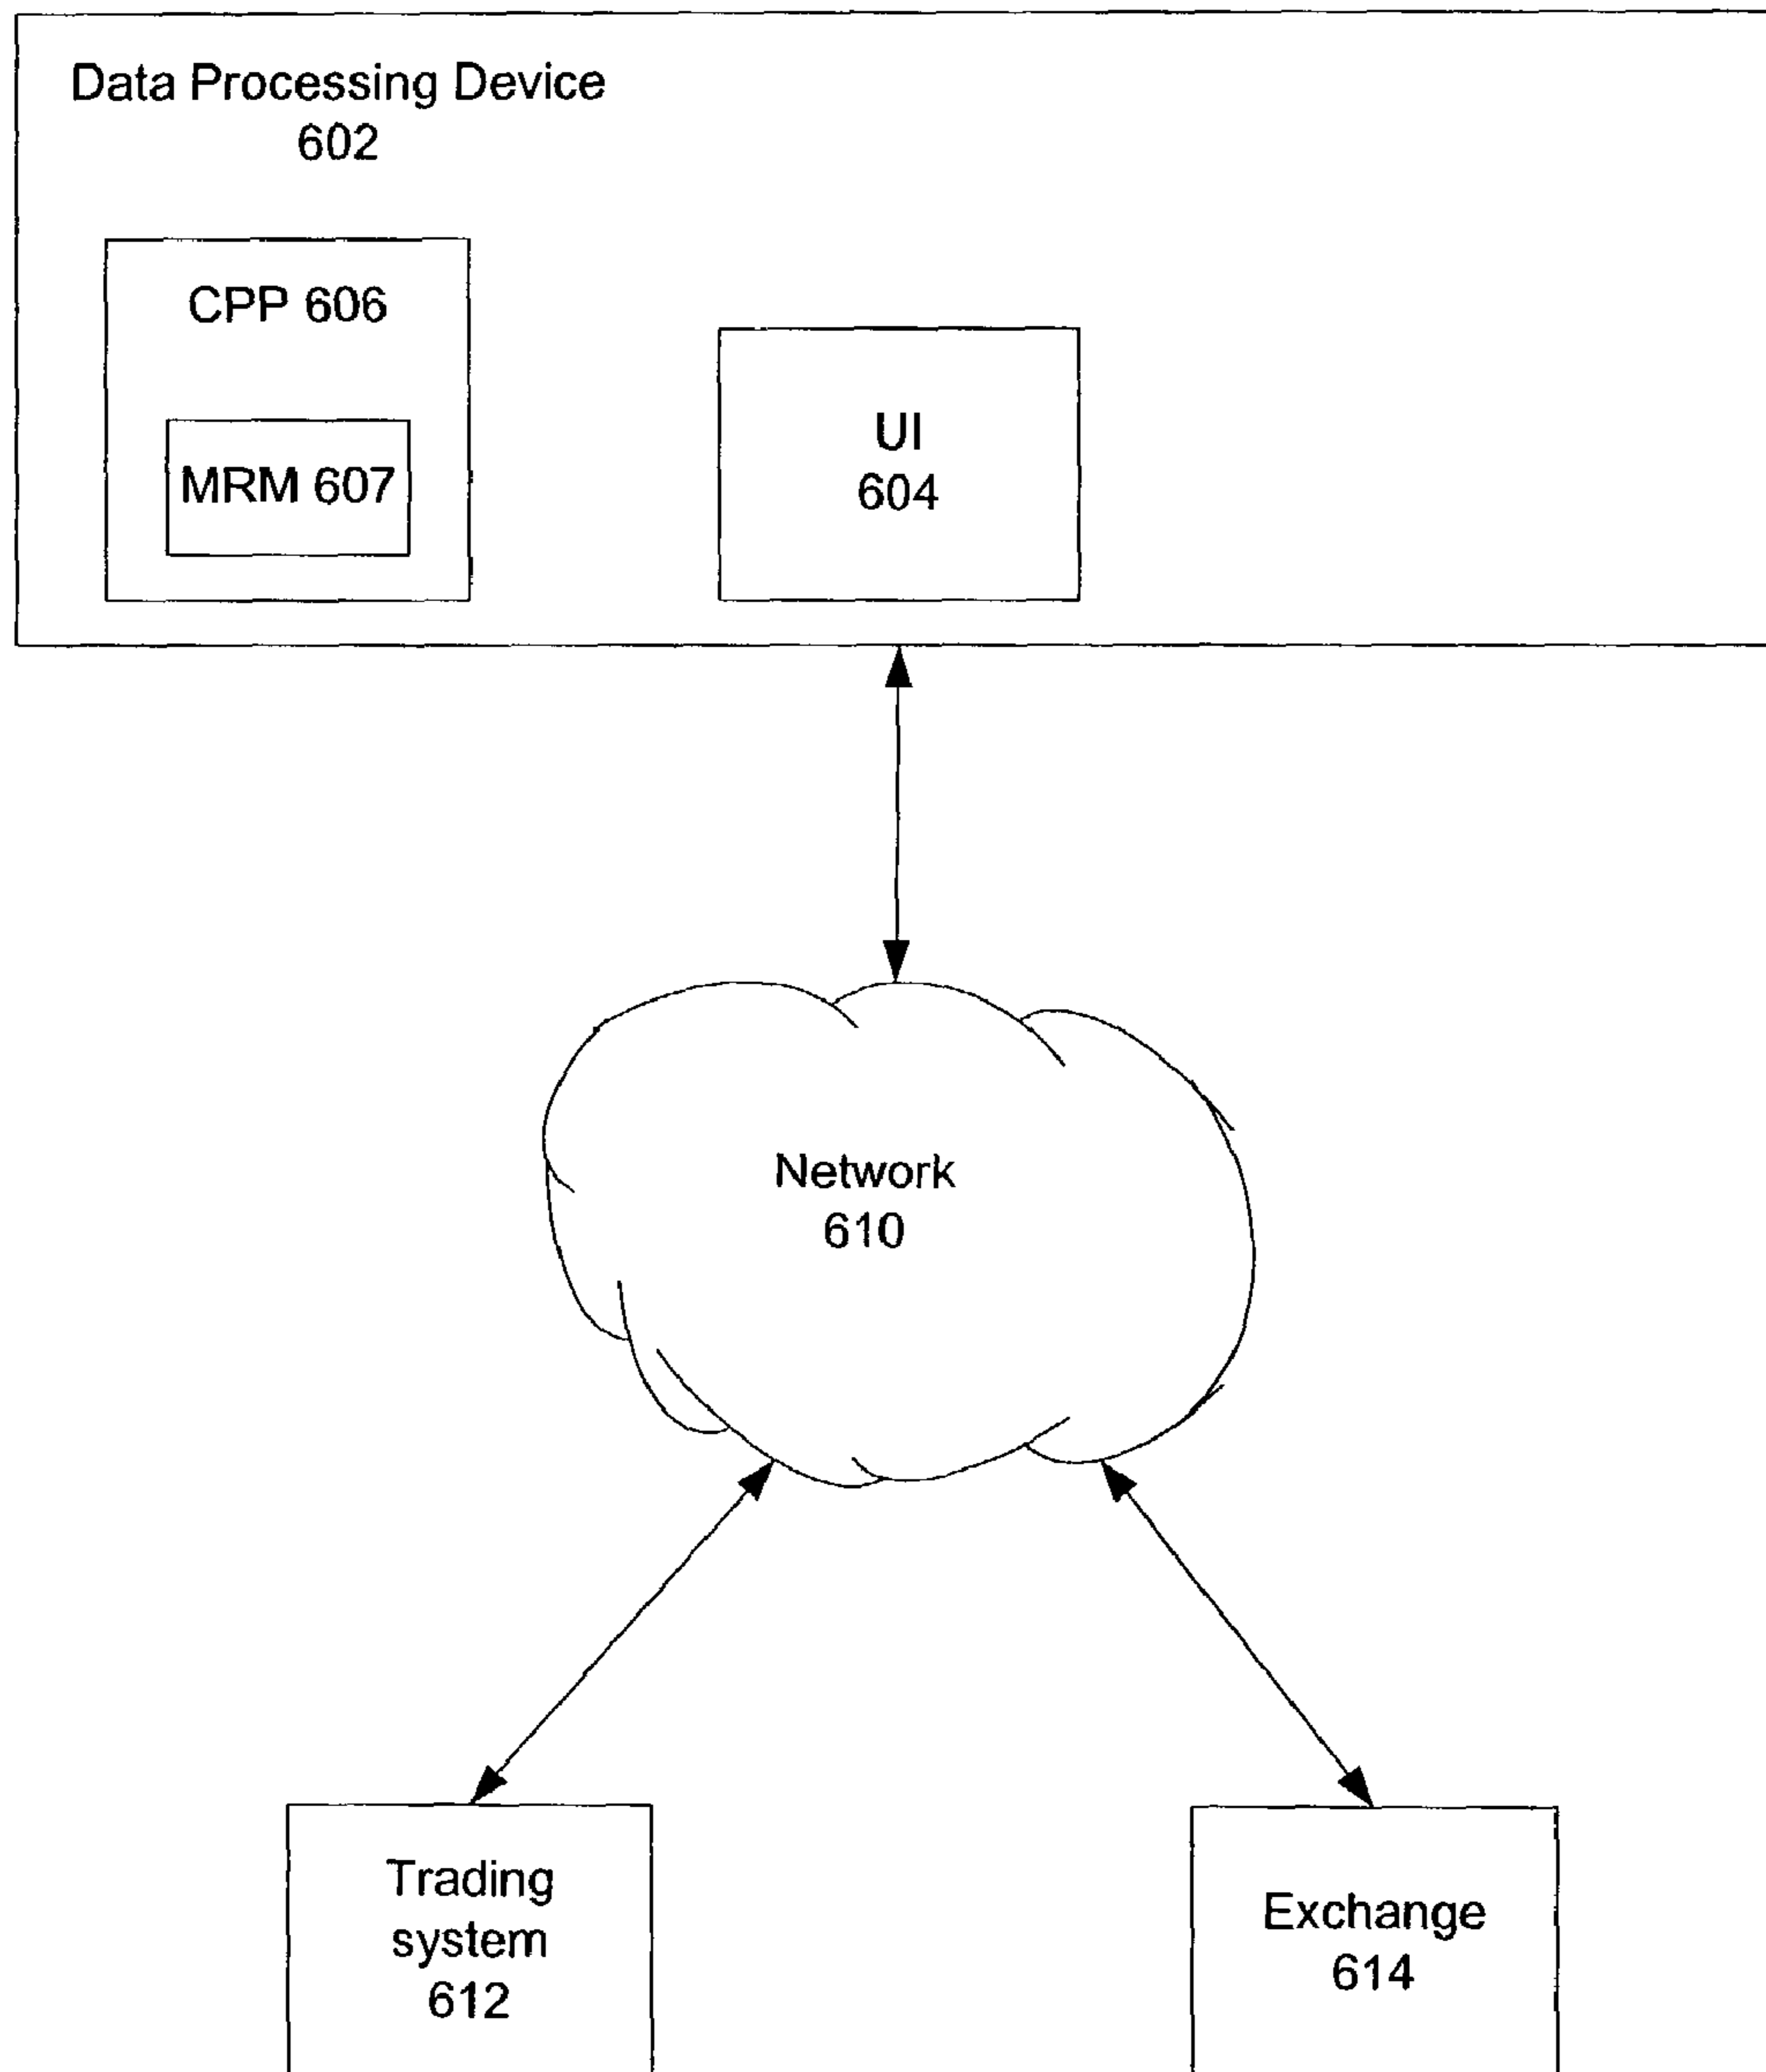 Data Processing Device
602
CPP 606
MRM 607
UI
604
Network
610
Trading
system
612
Exchange
614